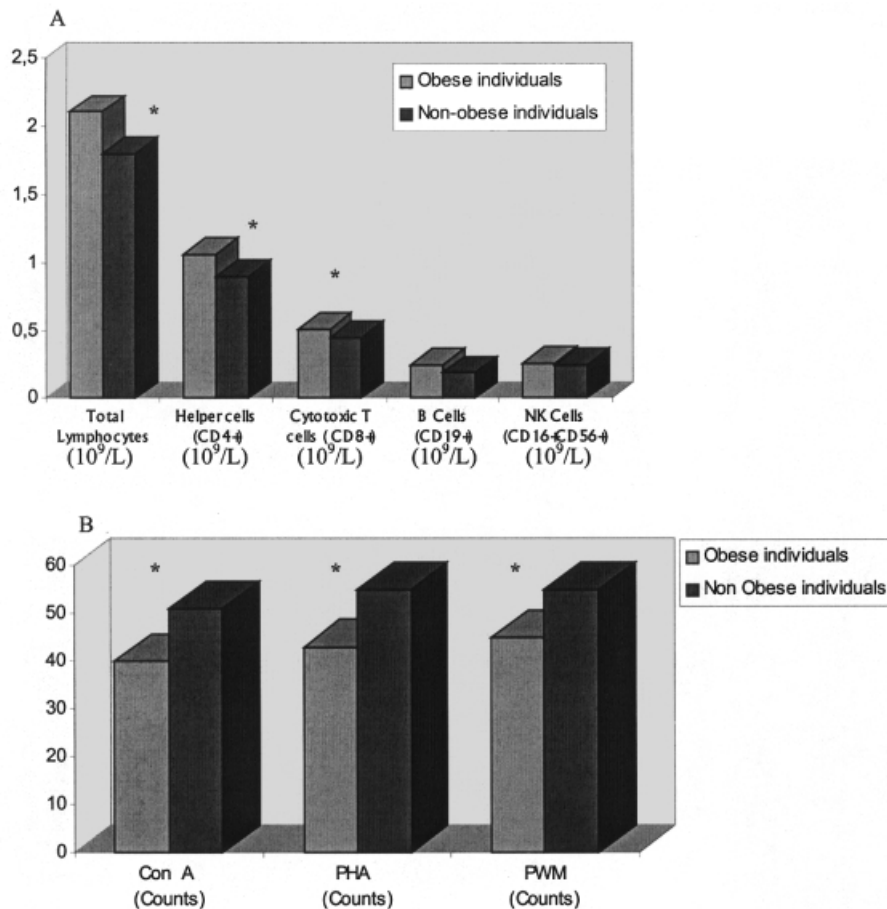 A
2,5
2
1,5
1
0,5
0
Obese individuals
Non-obese individuals
*
*
*
Total Helper cells Cytotoxic T B Cells NK Cells
Lymphocytes (CD4+) cells (CD8+) (CD19+) (CD16+CD56+)
(10⁹/L) (10⁹/L) (10⁹/L) (10⁹/L) (10⁹/L)
B
60
50
40
30
20
10
0
* * *
Obese individuals
Non Obese individuals
Con A PHA PWM
(Counts) (Counts) (Counts)